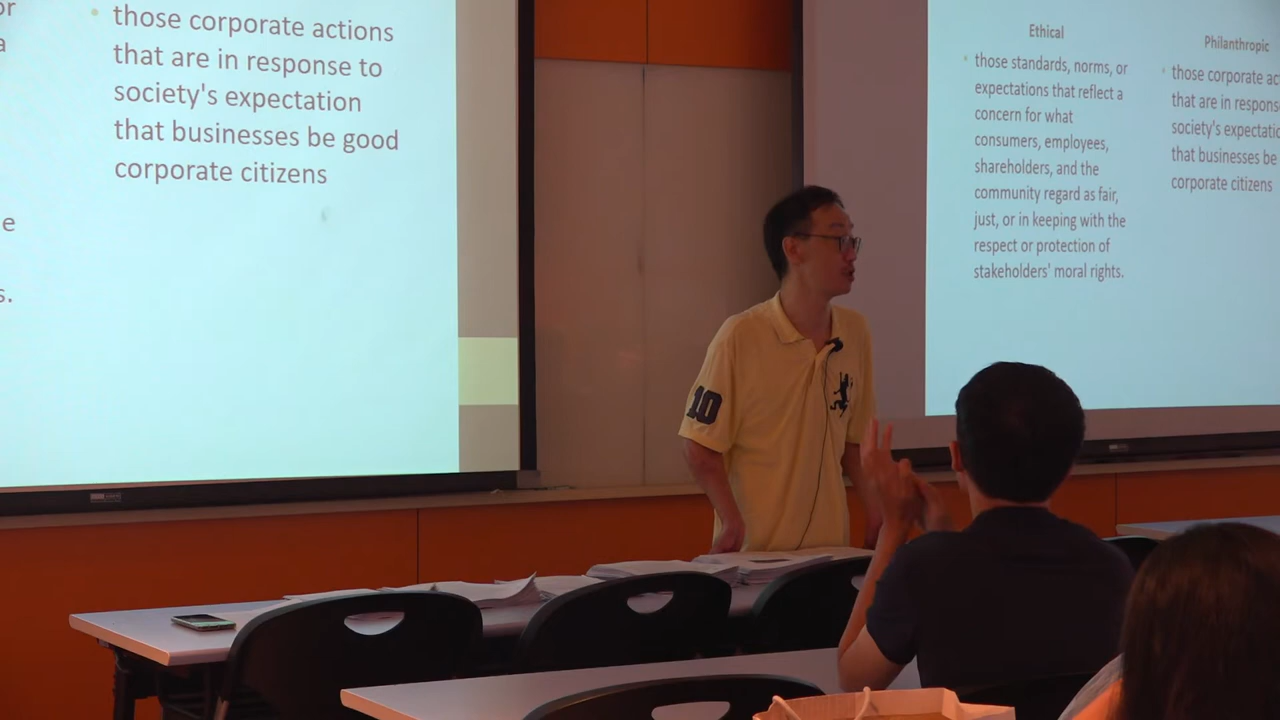 or
a
e
s.
those corporate actions
that are in response to
society's expectation
that businesses be good
corporate citizens
10
Ethical
those standards, norms, or
expectations that reflect a
concern for what
consumers, employees,
shareholders, and the
community regard as fair,
just, or in keeping with the
respect or protection of
stakeholders' moral rights.
Philanthropic
those corporate ac
that are in respons
society's expectatio
that businesses be
corporate citizens